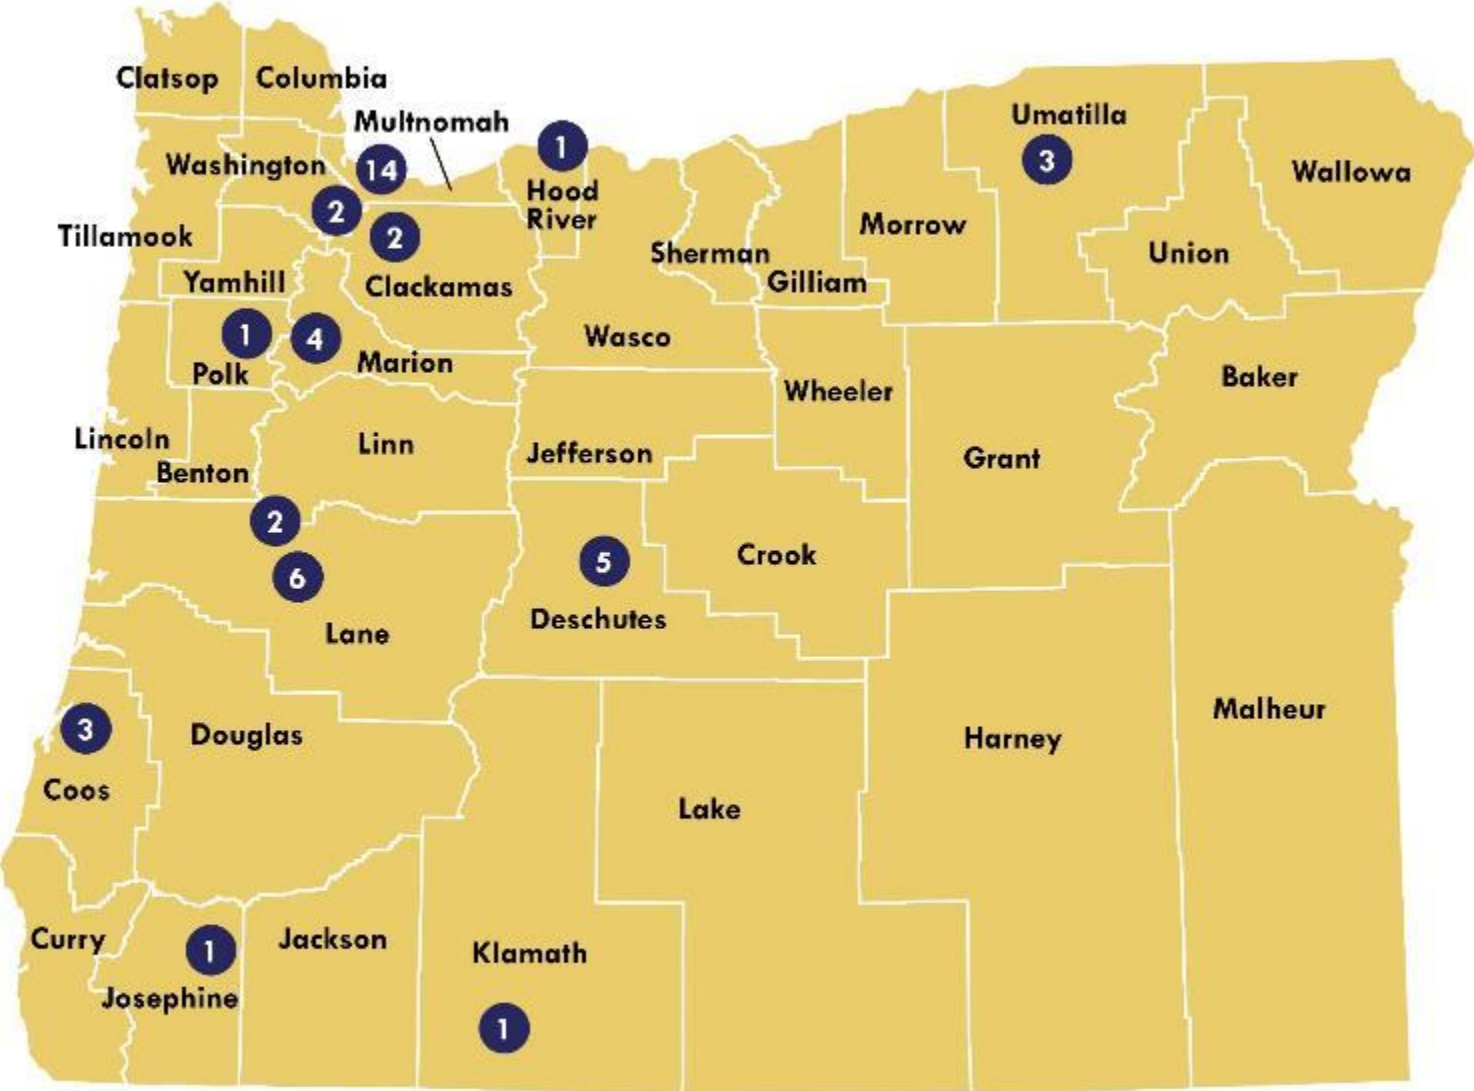 Clatsop
Columbia
Multnomah
Umatilla
1
3
Washington
14
Wallowa
Hood
River
2
Tillamook
2
Morrow
Sherman
Union
Yamhill
Clackamas
Gilliam
1
4
Wasco
Polk
Marion
Wheeler
Baker
Lincoln
Linn
Benton
Jefferson
Grant
2
6
5
Crook
Deschutes
Lane
3
Douglas
Malheur
Harney
Coos
Lake
Curry
1
Jackson
Klamath
Josephine
1